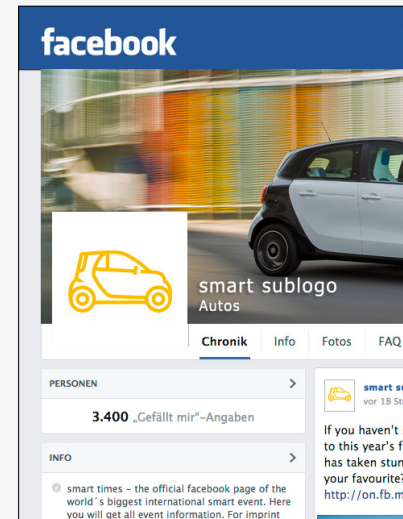 facebook
smart sublogo
Autos
Chronik Info Fotos FAQ
PERSONEN
3.400 „Gefällt mir“-Angaben
INFO
smart times – the official facebook page of the
world´s biggest international smart event. Here
you will get all event information. For imprint
smart
vor 18
If you haven't
to this year's
has taken
your favourite?
http://on.fb.m